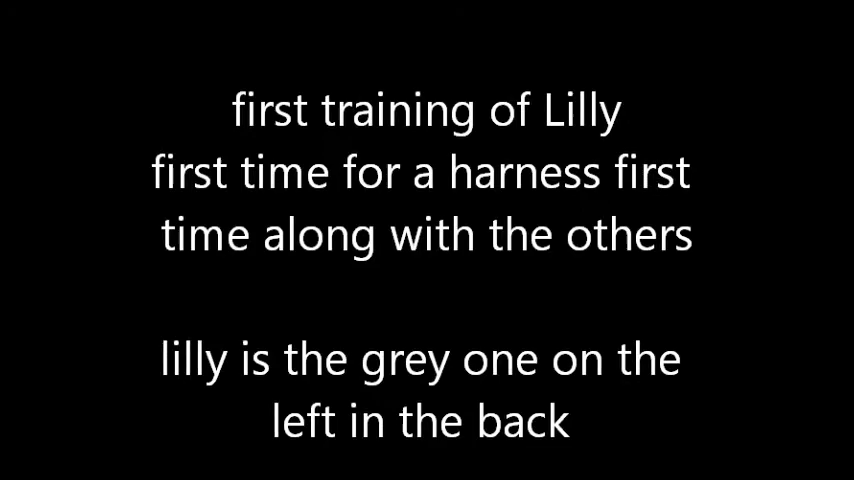 first training of Lilly
first time for a harness first
time along with the others
lilly is the grey one on the
left in the back